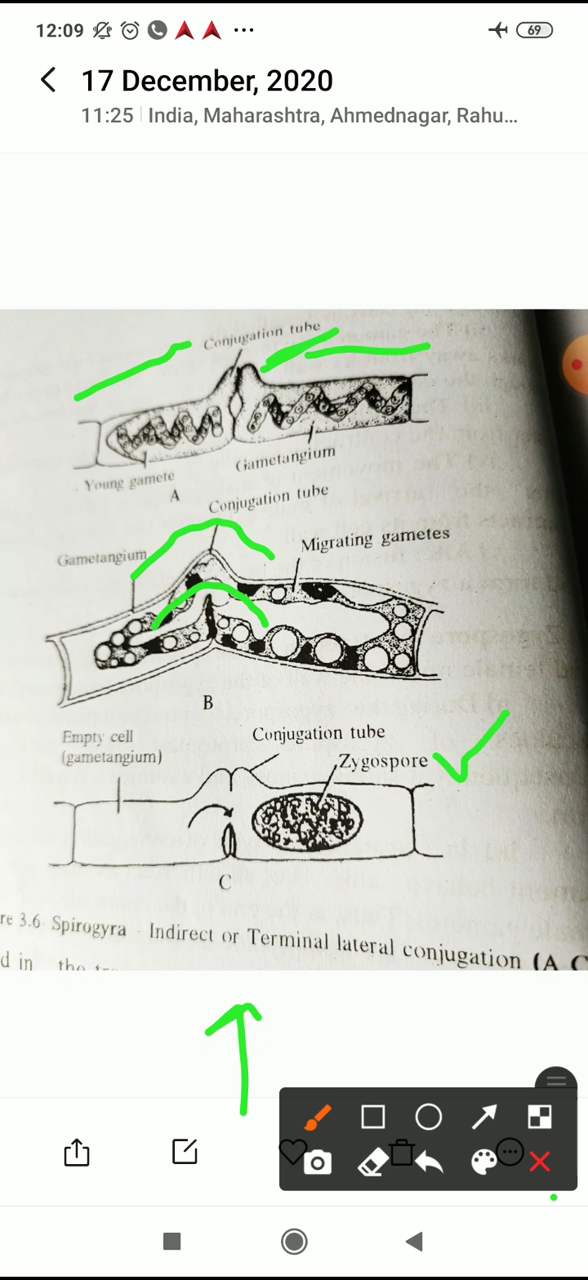 12:09
69
17 December, 2020
11:25 India, Maharashtra, Ahmednagar, Rahu...
Conjugation tube
Young gamete
Gametangium
A
Conjugation tube
Gametangium
Migrating gametes
B
Empty cell
(gametangium)
Conjugation tube
Zygospore
C
re 3.6 Spirogyra - Indirect or Terminal lateral conjugation (A C
d in the